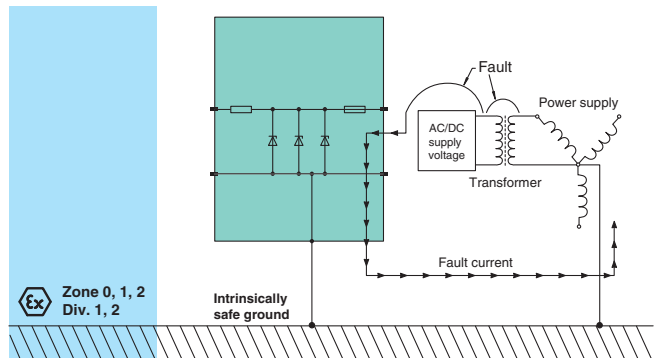 Fault
Power supply
AC/DC
supply
voltage
Transformer
Fault current
Ex
Zone 0, 1, 2
Div. 1, 2
Intrinsically
safe ground